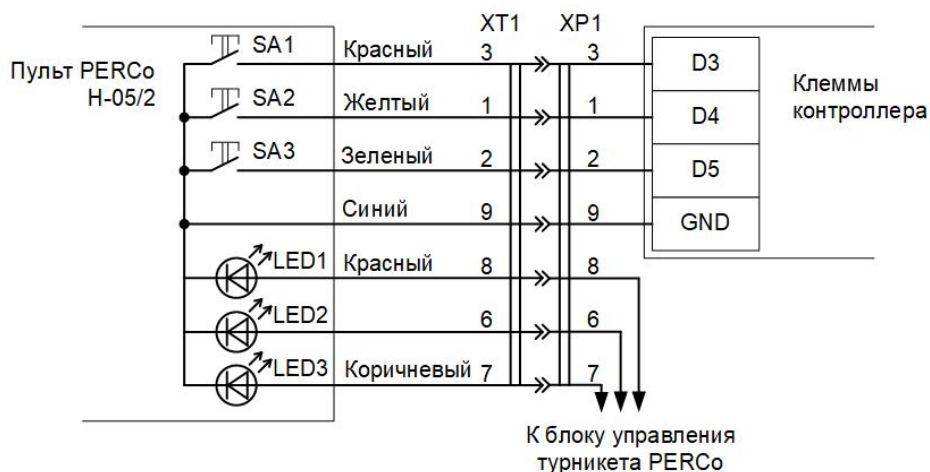 XT1 XP1
SA1 Красный 3 3 D3
Пульт PERCo
H-05/2
Клеммы
контроллера
SA2 Желтый 1 1 D4
SA3 Зеленый 2 2 D5
Синий 9 9 GND
LED1 Красный 8 8
LED2 6 6
LED3 Коричневый 7 7
К блоку управления
турникета PERCo